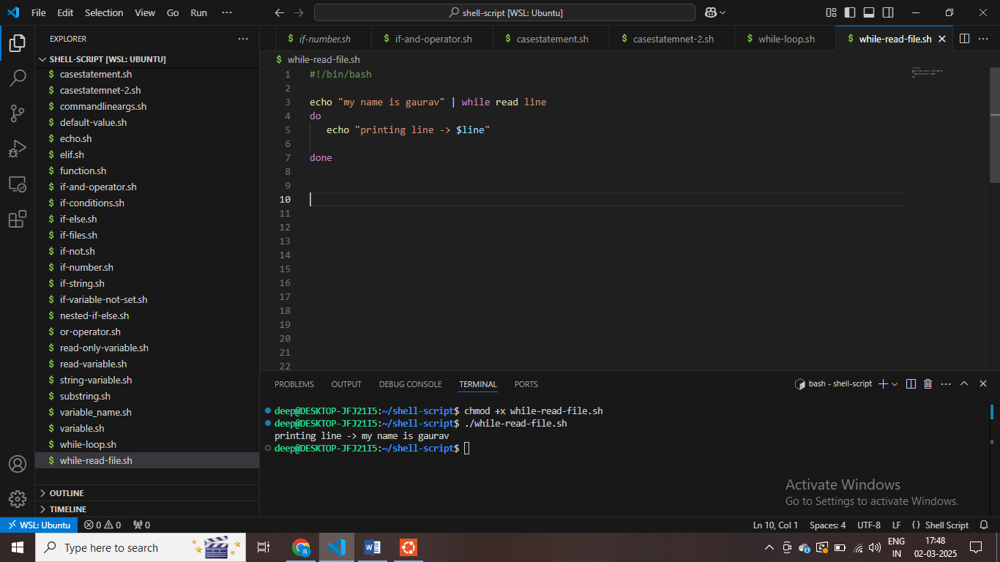 File Edit Selection View Go Run ···
shell-script [WSL: Ubuntu]
EXPLORER ···
SHELL-SCRIPT [WSL: UBUNTU]
$ casestatement.sh
$ casestatemnet-2.sh
$ commandlineargs.sh
$ default-value.sh
$ echo.sh
$ elif.sh
$ function.sh
$ if-and-operator.sh
$ if-conditions.sh
$ if-else.sh
$ if-files.sh
$ if-not.sh
$ if-number.sh
$ if-string.sh
$ if-variable-not-set.sh
$ nested-if-else.sh
$ or-operator.sh
$ read-only-variable.sh
$ read-variable.sh
$ string-variable.sh
$ substring.sh
$ variable_name.sh
$ variable.sh
$ while-loop.sh
$ while-read-file.sh
OUTLINE
TIMELINE
$ if-number.sh $ if-and-operator.sh $ casestatement.sh $ casestatemnet-2.sh $ while-loop.sh $ while-read-file.sh ···
$ while-read-file.sh
1 #!/bin/bash
2
3 echo "my name is gaurav" | while read line
4 do
5 echo "printing line -> $line"
6
7 done
8
9
10
11
12
13
14
15
16
17
18
19
20
21
22
PROBLEMS OUTPUT DEBUG CONSOLE TERMINAL PORTS bash - shell-script ···
deep@DESKTOP-JFJ21I5:~/shell-script$ chmod +x while-read-file.sh
deep@DESKTOP-JFJ21I5:~/shell-script$ ./while-read-file.sh
printing line -> my name is gaurav
deep@DESKTOP-JFJ21I5:~/shell-script$
Activate Windows
Go to Settings to activate Windows.
WSL: Ubuntu 0 0 0 Ln 10, Col 1 Spaces: 4 UTF-8 LF {} Shell Script
Type here to search
ENG
IN
17:48
02-03-2025